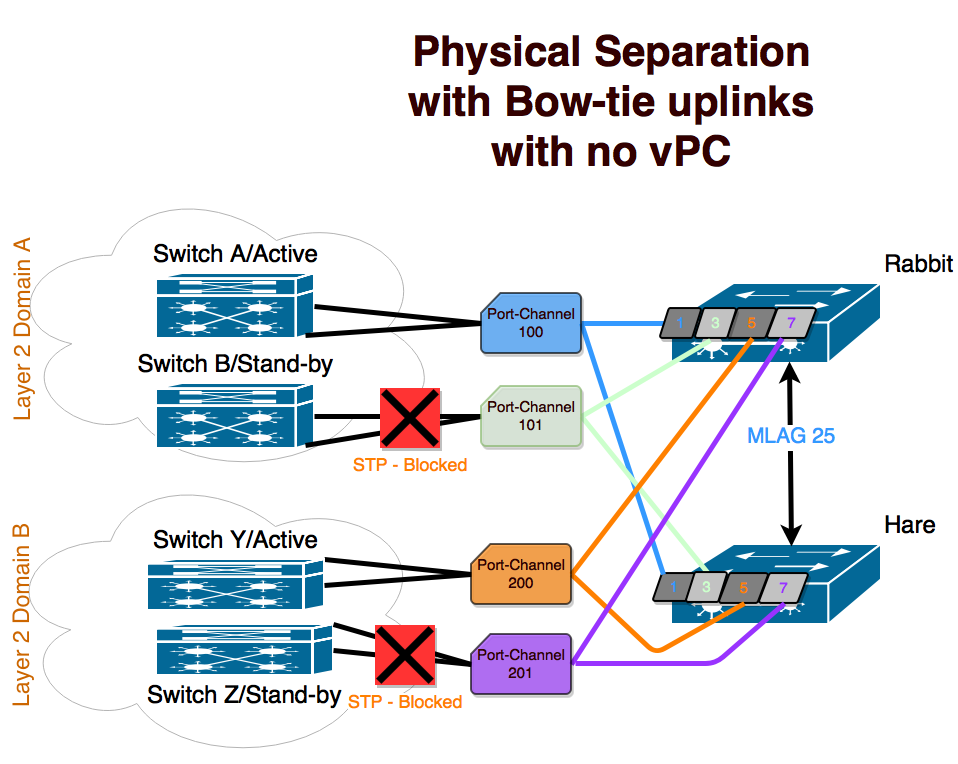 Physical Separation
with Bow-tie uplinks
with no vPC
Layer 2 Domain A
Switch A/Active
Switch B/Stand-by
STP - Blocked
Port-Channel
100
Port-Channel
101
Rabbit
1 3 5 7
MLAG 25
Layer 2 Domain B
Switch Y/Active
Switch Z/Stand-by
STP - Blocked
Port-Channel
200
Port-Channel
201
Hare
1 3 5 7